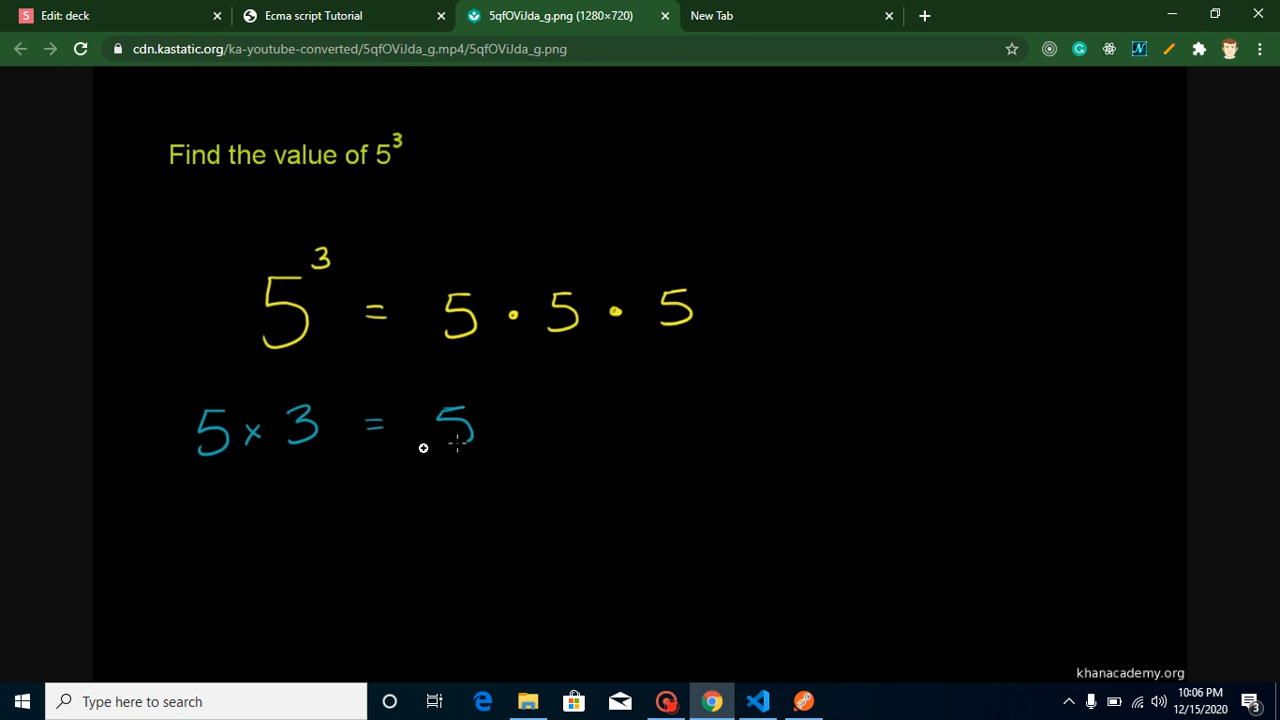 Edit: deck
Ecma script Tutorial
5qfOViJda_g.png (1280×720)
New Tab
cdn.kastatic.org/ka-youtube-converted/5qfOViJda_g.mp4/5qfOViJda_g.png
Find the value of 5³
5³ = 5 · 5 · 5
5 × 3 = 5
khanacademy.org
Type here to search
10:06 PM
12/15/2020
3